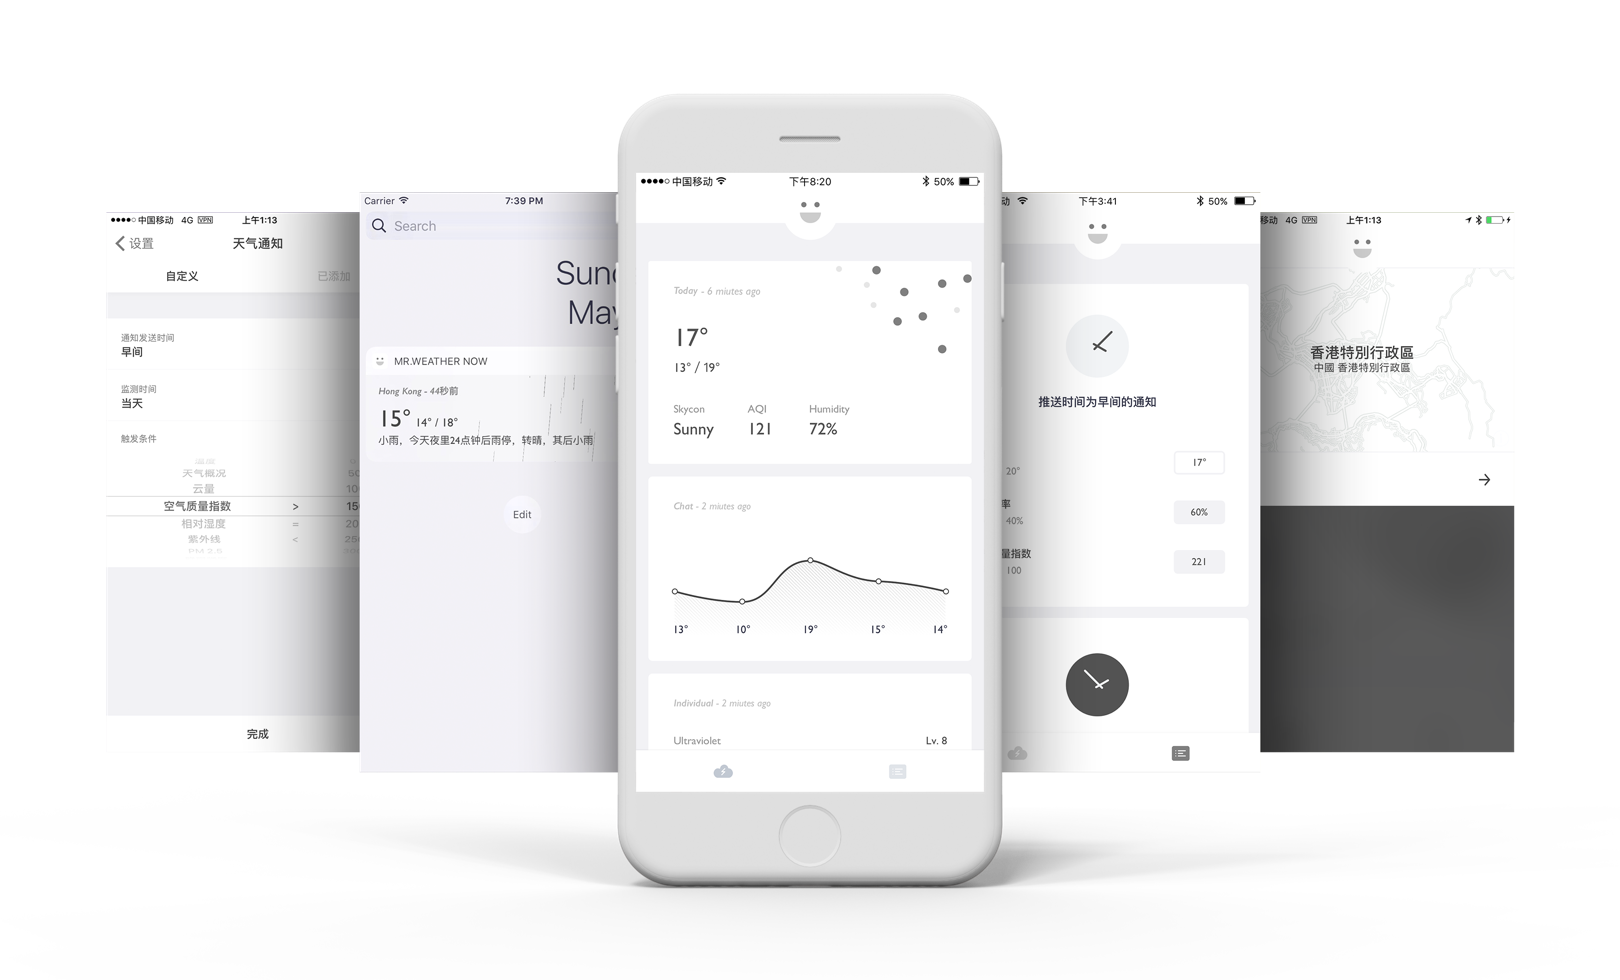 中国移动 4G VPN 上午1:13
设置 天气通知
自定义 已添加
通知发送时间
早间
监测时间
当天
触发条件
天气概况
云量
空气质量指数 > 15
相对湿度 = 20
紫外线 < 25
PM 2.5
完成
Carrier 7:39 PM
Search
Sun
May
MR.WEATHER NOW
Hong Kong - 44秒前
15° 14° / 18°
小雨，今天夜里24点钟后雨停，转晴，其后小雨
Edit
中国移动 下午8:20 50%
Today - 6 miutes ago
17°
13° / 19°
Skycon AQI Humidity
Sunny 121 72%
Chat - 2 miutes ago
13° 10° 19° 15° 14°
Individual - 2 miutes ago
Ultraviolet Lv. 8
动 下午3:41 50%
推送时间为早间的通知
17°
20°
率
60%
40%
量指数
221
100
移动 4G VPN 上午1:13
香港特別行政區
中國 香港特別行政區